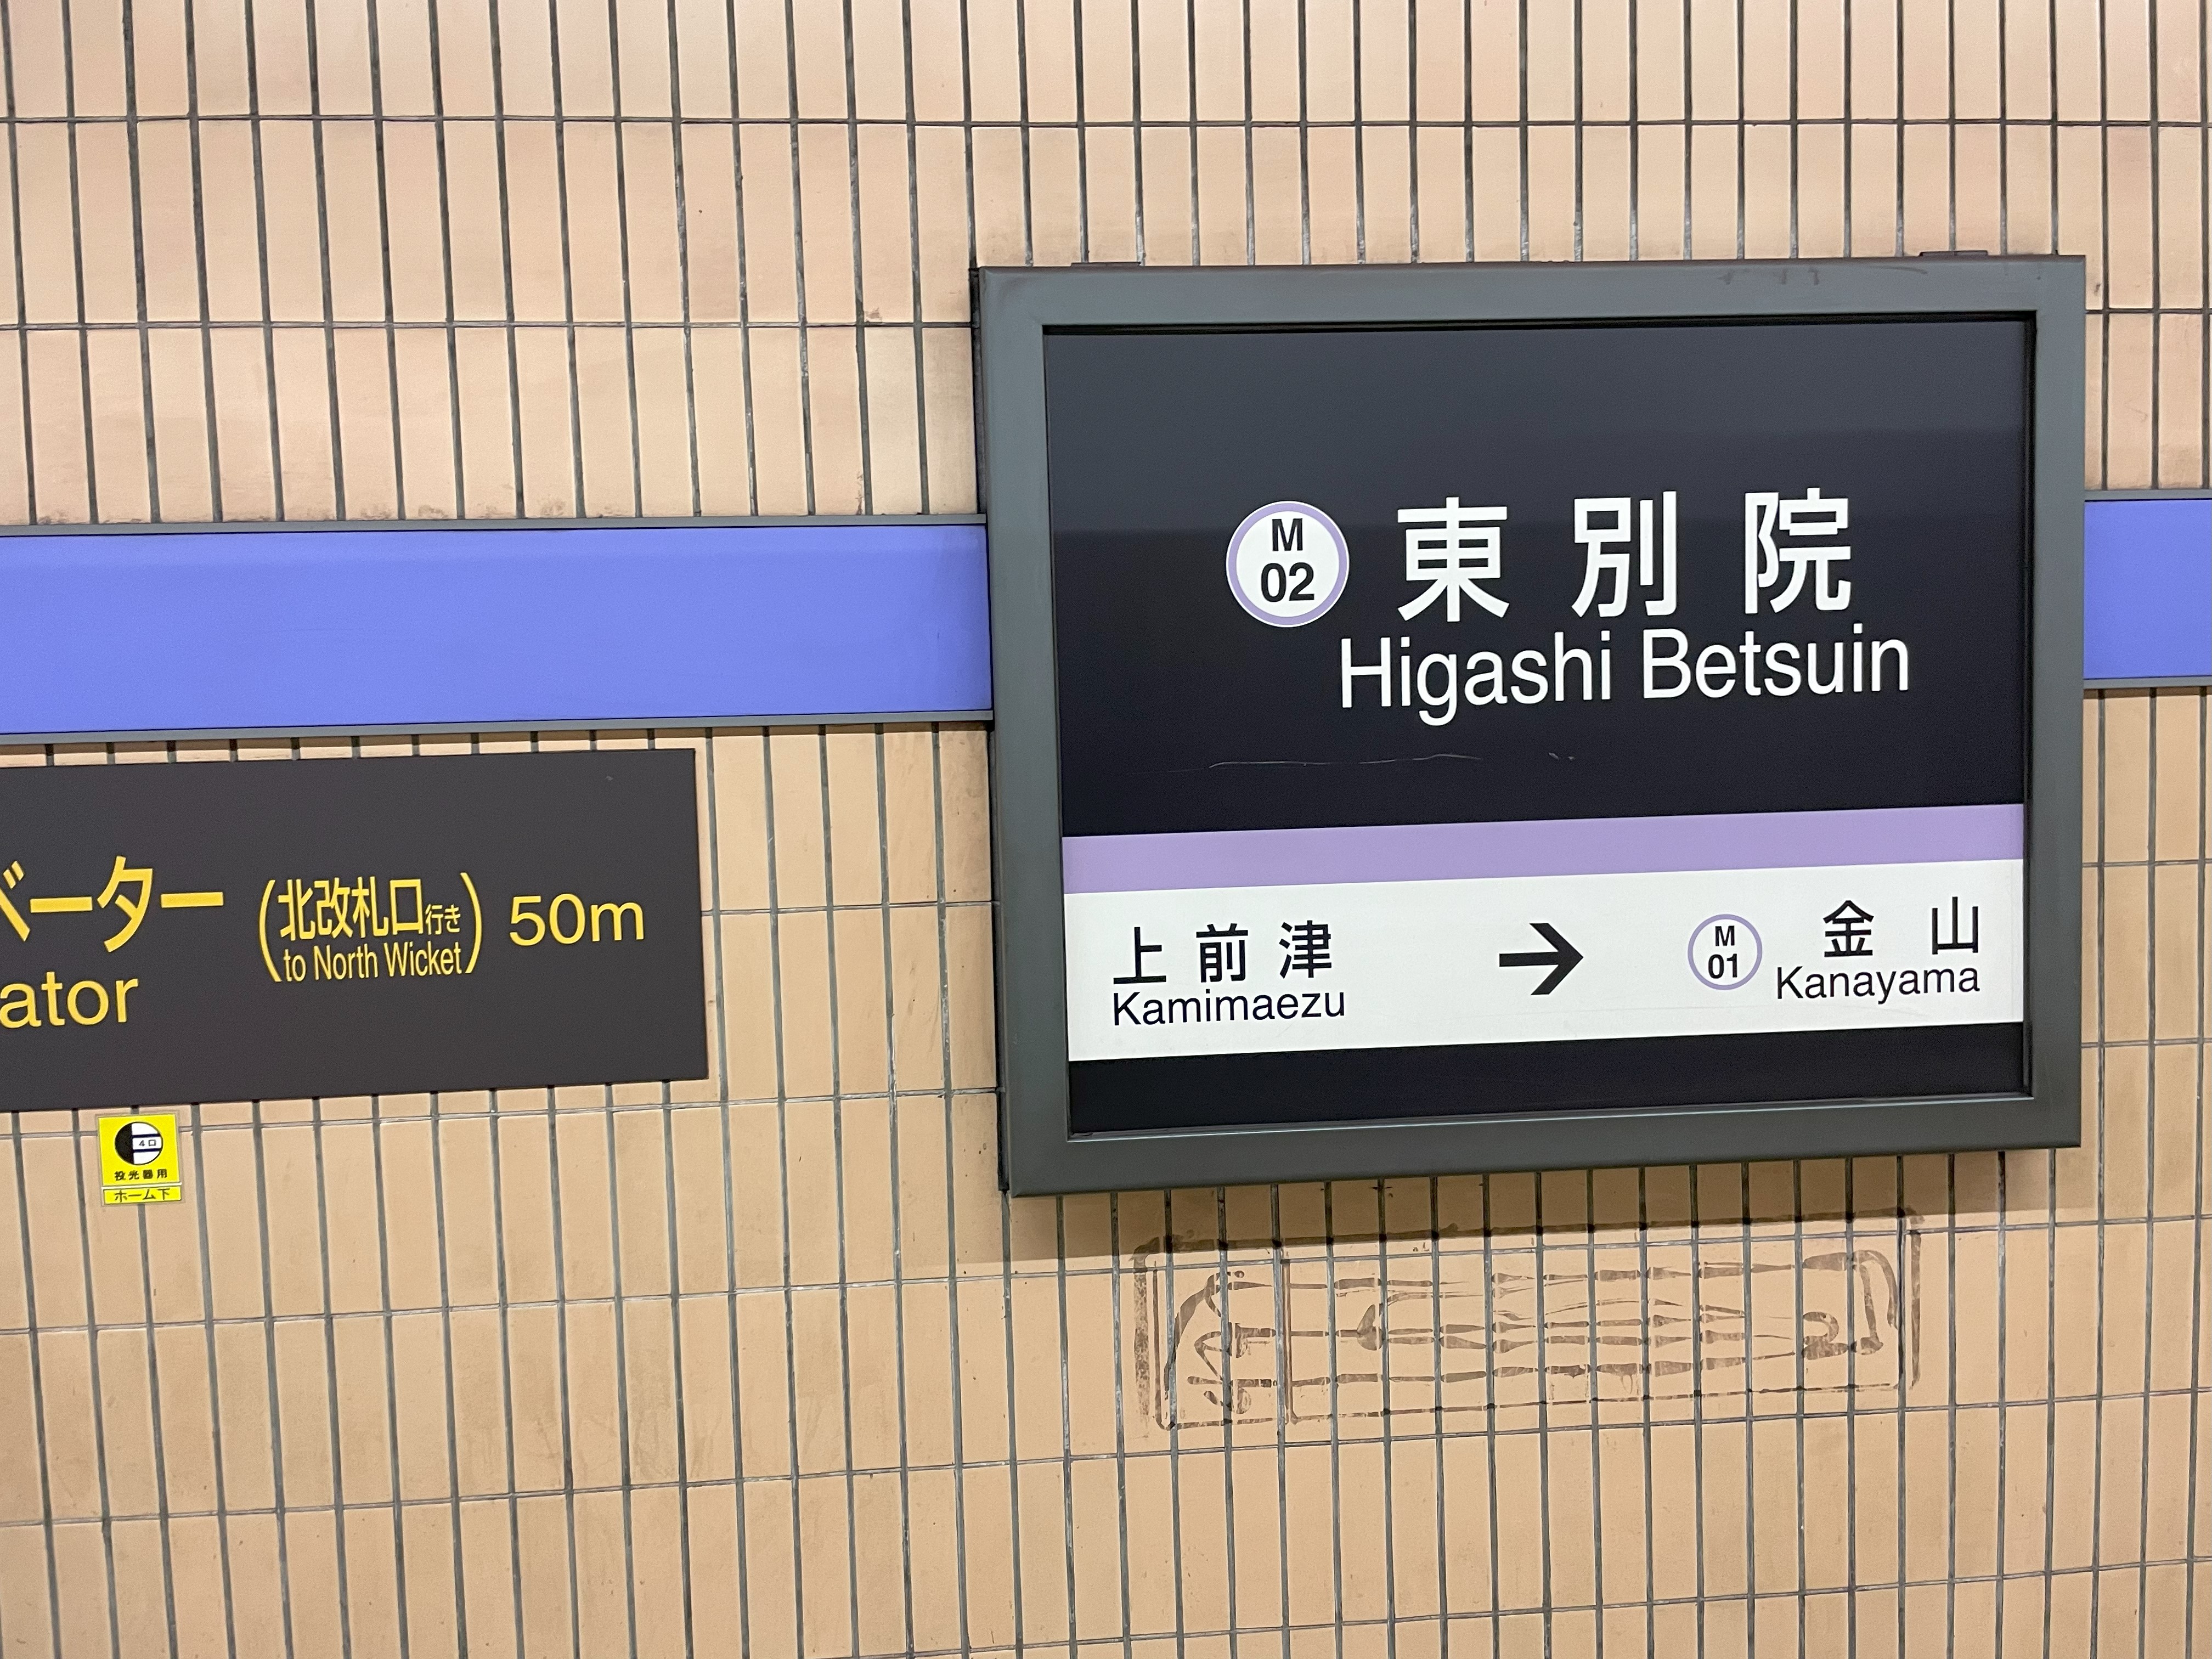 M
02
東別院
Higashi Betsuin
上前津
Kamimaezu
→
M
01
金山
Kanayama
ベーター
(北改札口行き
to North Wicket)
50m
ator
4口
投光器用
ホーム下